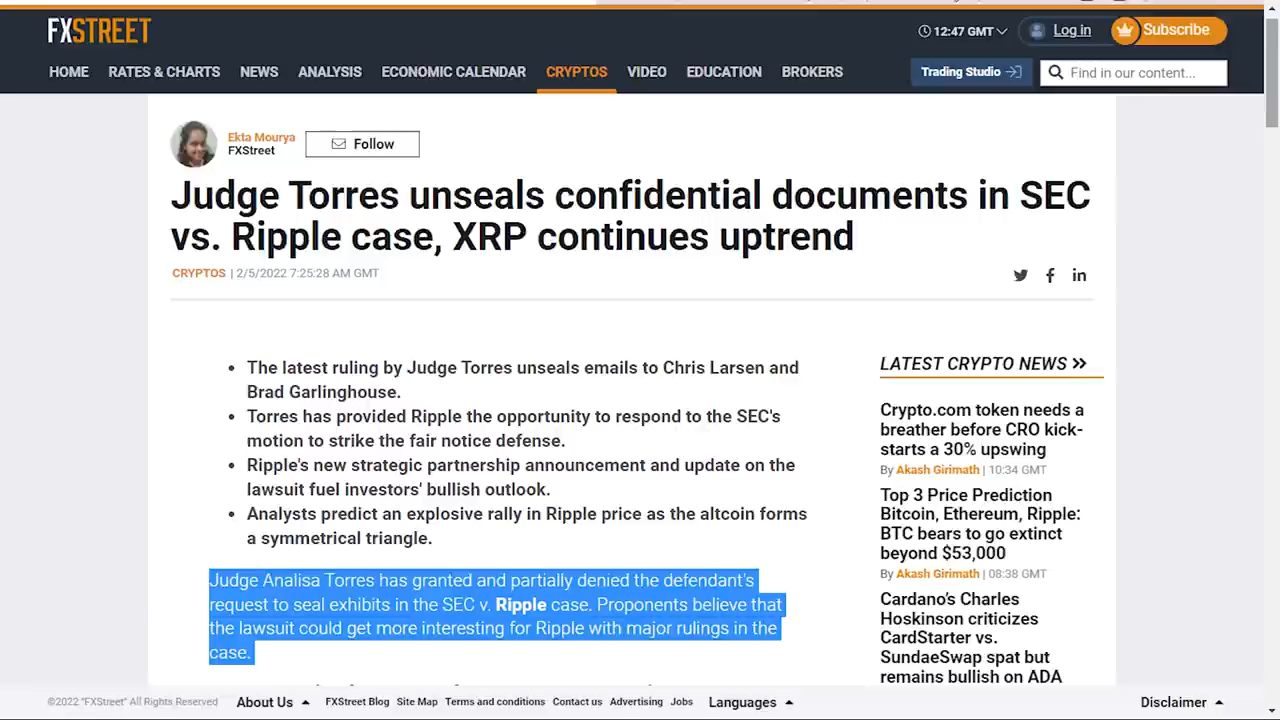 FXSTREET
12:47 GMT
Log in
Subscribe
HOME RATES & CHARTS NEWS ANALYSIS ECONOMIC CALENDAR CRYPTOS VIDEO EDUCATION BROKERS
Trading Studio
Find in our content...
Ekta Mourya
FXStreet
Follow
Judge Torres unseals confidential documents in SEC
vs. Ripple case, XRP continues uptrend
CRYPTOS | 2/5/2022 7:25:28 AM GMT
• The latest ruling by Judge Torres unseals emails to Chris Larsen and
Brad Garlinghouse.
• Torres has provided Ripple the opportunity to respond to the SEC's
motion to strike the fair notice defense.
• Ripple's new strategic partnership announcement and update on the
lawsuit fuel investors' bullish outlook.
• Analysts predict an explosive rally in Ripple price as the altcoin forms
a symmetrical triangle.
Judge Analisa Torres has granted and partially denied the defendant's
request to seal exhibits in the SEC v. Ripple case. Proponents believe that
the lawsuit could get more interesting for Ripple with major rulings in the
case.
LATEST CRYPTO NEWS »
Crypto.com token needs a
breather before CRO kick-
starts a 30% upswing
By Akash Girimath | 10:34 GMT
Top 3 Price Prediction
Bitcoin, Ethereum, Ripple:
BTC bears to go extinct
beyond $53,000
By Akash Girimath | 08:38 GMT
Cardano's Charles
Hoskinson criticizes
CardStarter vs.
SundaeSwap spat but
remains bullish on ADA
©2022 "FXStreet" All Rights Reserved
About Us
FXStreet Blog Site Map Terms and conditions Contact us Advertising Jobs
Languages
Disclaimer